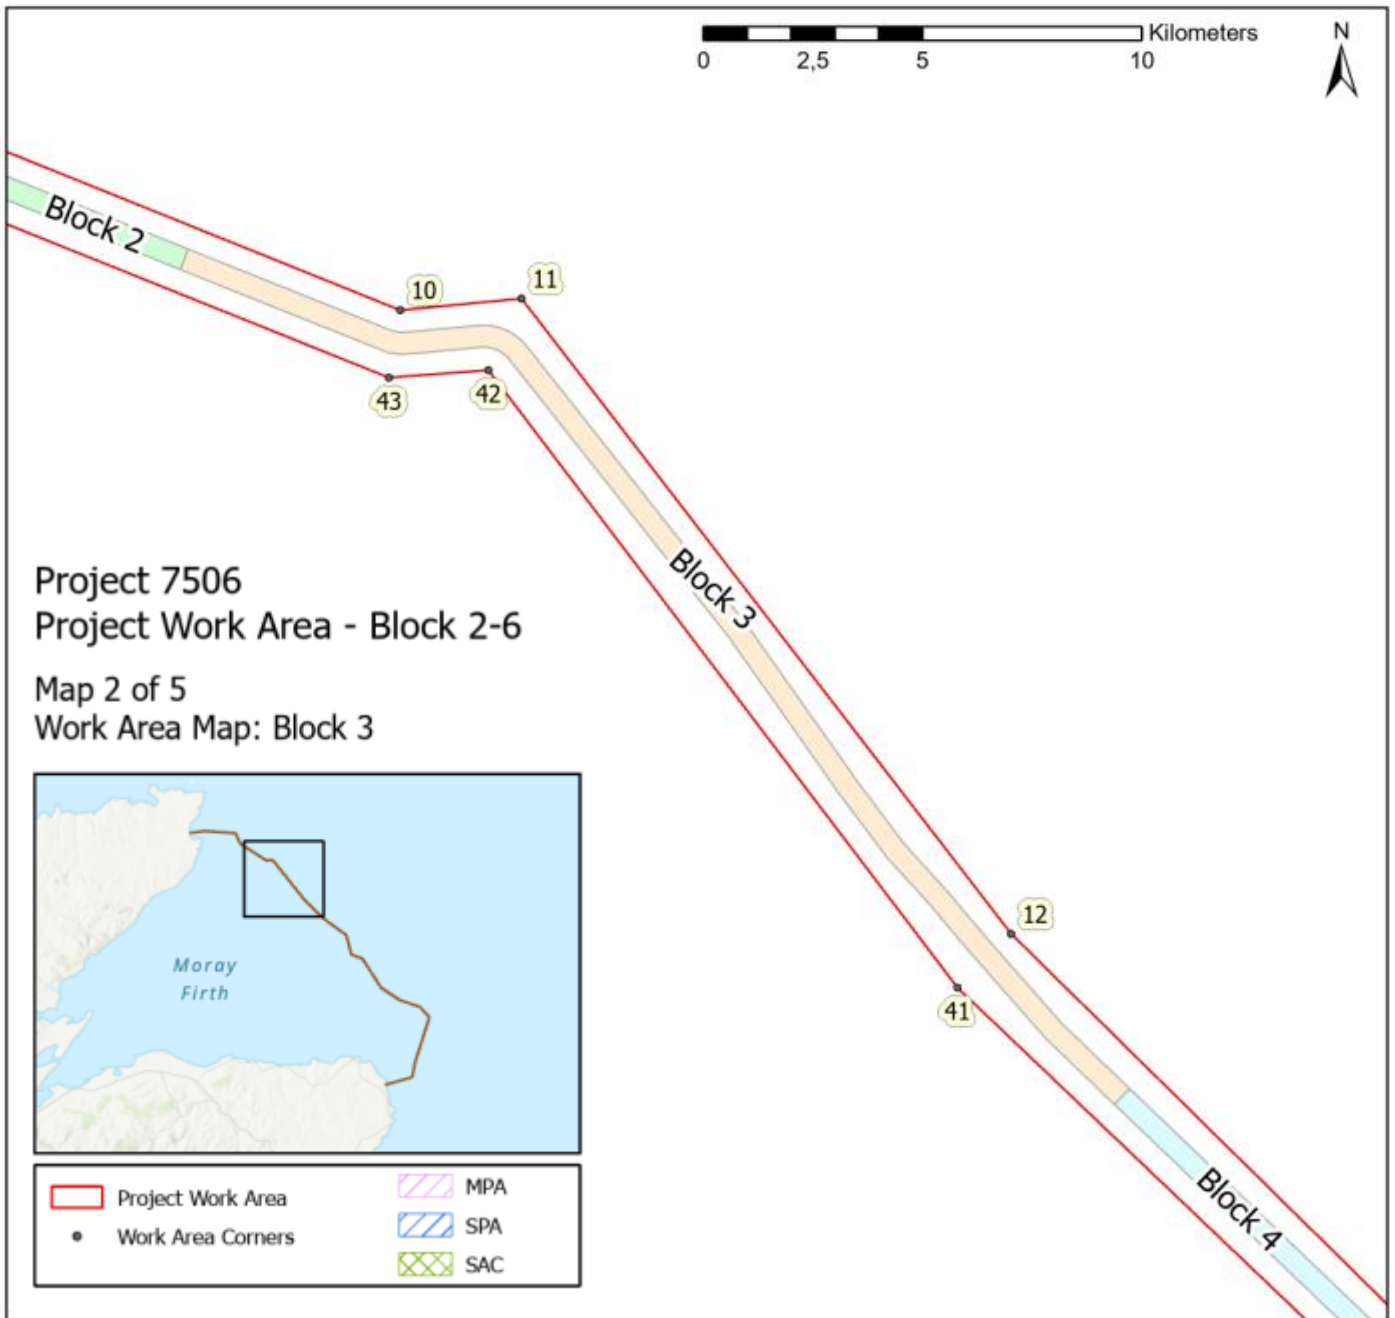 Kilometers
0 2,5 5 10
N
Block 2
10
11
43
42
Block 3
Project 7506
Project Work Area - Block 2-6
Map 2 of 5
Work Area Map: Block 3
12
41
Moray
Firth
Block 4
Project Work Area
Work Area Corners
MPA
SPA
SAC